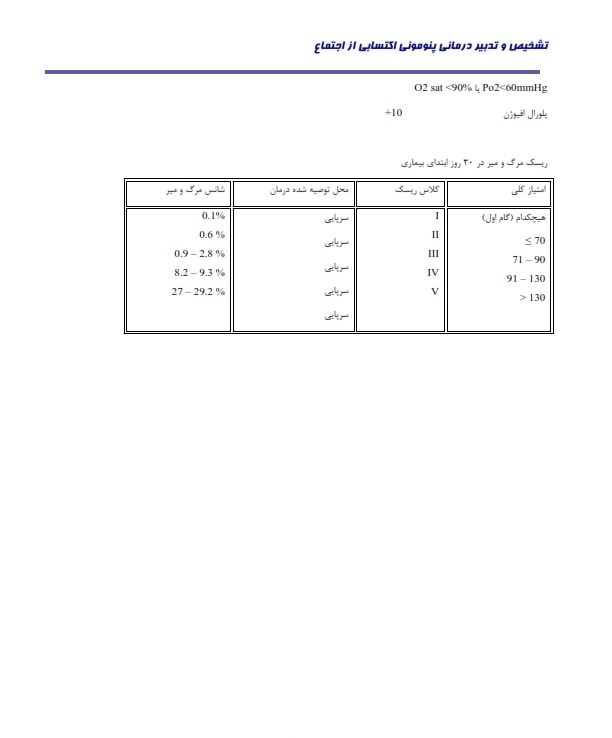 تشخیص و تدبیر درمانی پنومونی اکتسابی از اجتماع
Po2<60mmHg یا O2 sat <90%
پلورال افیوژن +10
ریسک مرگ و میر در ۳۰ روز ابتدای بیماری
امتیاز کلی کلاس ریسک محل توصیه شده درمان شانس مرگ و میر
هیچکدام (گام اول) I سرپایی 0.1%
≤ 70 II سرپایی 0.6 %
71 – 90 III سرپایی 0.9 – 2.8 %
91 – 130 IV سرپایی 8.2 – 9.3 %
> 130 V سرپایی 27 – 29.2 %